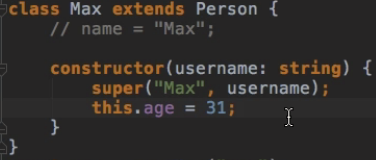 class Max extends Person {
// name = "Max";
constructor(username: string) {
super("Max", username);
this.age = 31;
}
}